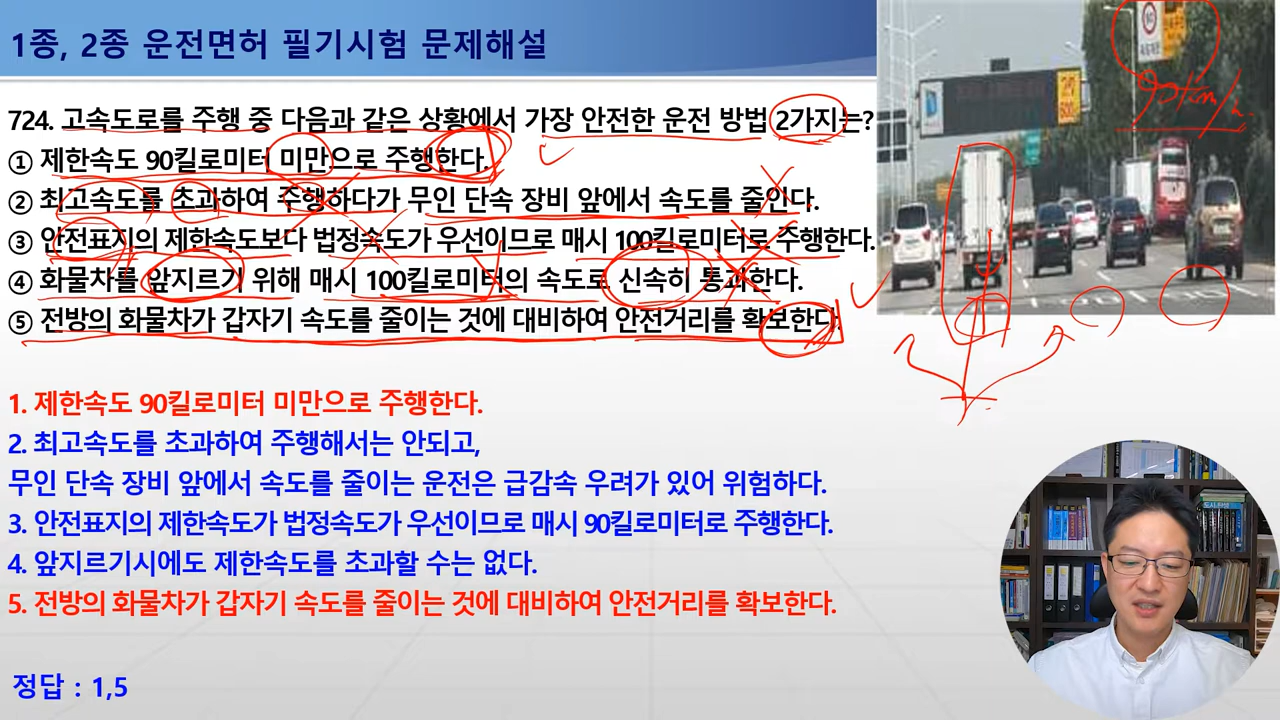 1종, 2종 운전면허 필기시험 문제해설
724. 고속도로를 주행 중 다음과 같은 상황에서 가장 안전한 운전 방법 2가지는?
① 제한속도 90킬로미터 미만으로 주행한다.
② 최고속도를 초과하여 주행하다가 무인 단속 장비 앞에서 속도를 줄인다.
③ 안전표지의 제한속도보다 법정속도가 우선이므로 매시 100킬로미터로 주행한다.
④ 화물차를 앞지르기 위해 매시 100킬로미터의 속도로 신속히 통과한다.
⑤ 전방의 화물차가 갑자기 속도를 줄이는 것에 대비하여 안전거리를 확보한다.
90km/h
1. 제한속도 90킬로미터 미만으로 주행한다.
2. 최고속도를 초과하여 주행해서는 안되고,
무인 단속 장비 앞에서 속도를 줄이는 운전은 급감속 우려가 있어 위험하다.
3. 안전표지의 제한속도가 법정속도가 우선이므로 매시 90킬로미터로 주행한다.
4. 앞지르기시에도 제한속도를 초과할 수는 없다.
5. 전방의 화물차가 갑자기 속도를 줄이는 것에 대비하여 안전거리를 확보한다.
정답 : 1,5